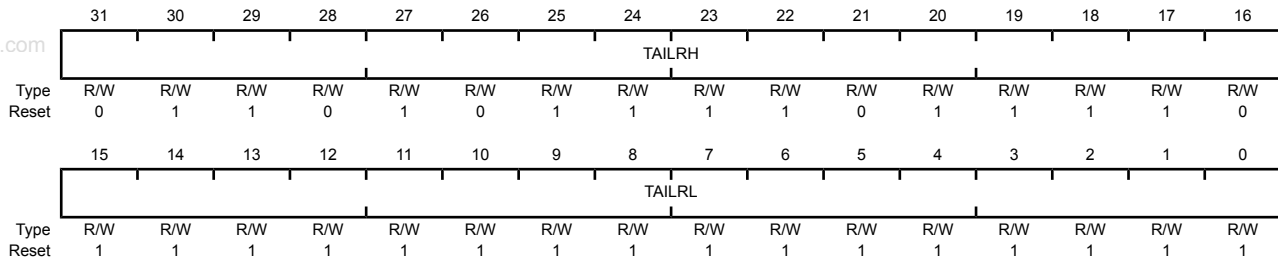 31 30 29 28 27 26 25 24 23 22 21 20 19 18 17 16
.com
TAILRH
Type R/W R/W R/W R/W R/W R/W R/W R/W R/W R/W R/W R/W R/W R/W R/W R/W
Reset 0 1 1 0 1 0 1 1 1 1 0 1 1 1 1 0
15 14 13 12 11 10 9 8 7 6 5 4 3 2 1 0
TAILRL
Type R/W R/W R/W R/W R/W R/W R/W R/W R/W R/W R/W R/W R/W R/W R/W R/W
Reset 1 1 1 1 1 1 1 1 1 1 1 1 1 1 1 1